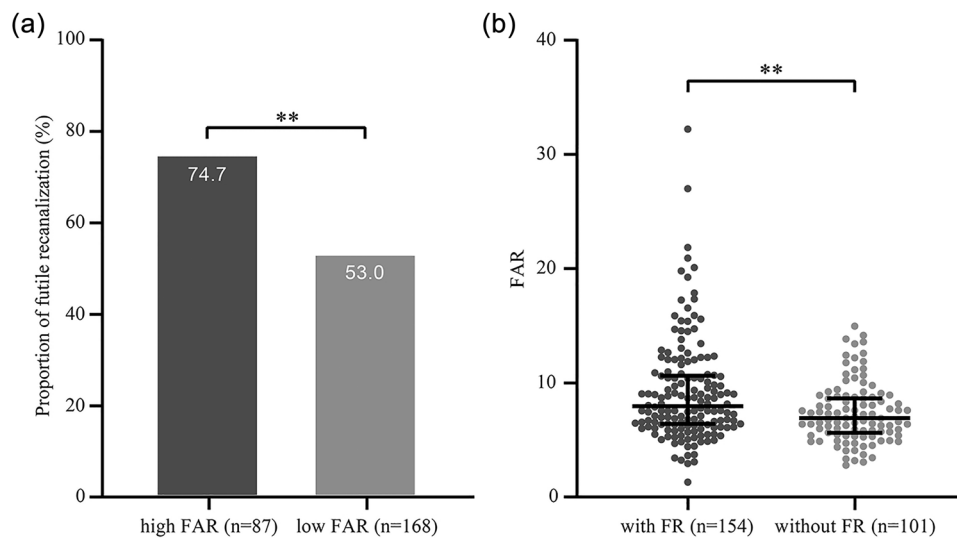 (a)
Proportion of futile recanalization (%)
100
80
60
40
20
0
**
74.7
53.0
high FAR (n=87)
low FAR (n=168)
(b)
FAR
40
30
20
10
0
**
with FR (n=154)
without FR (n=101)